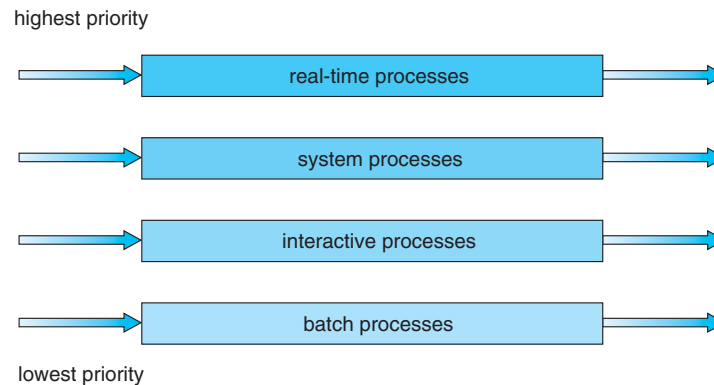 highest priority
real-time processes
system processes
interactive processes
batch processes
lowest priority